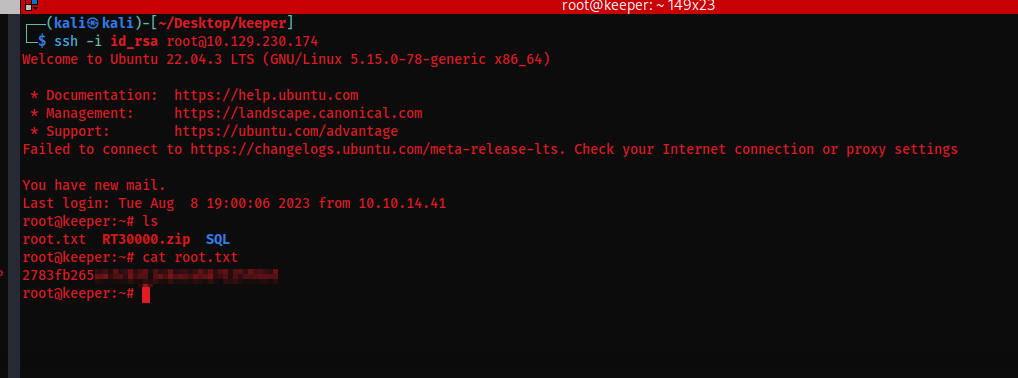 root@keeper: ~ 149x23
┌──(kali㉿kali)-[~/Desktop/keeper]
└─$ ssh -i id_rsa root@10.129.230.174
Welcome to Ubuntu 22.04.3 LTS (GNU/Linux 5.15.0-78-generic x86_64)
* Documentation:  https://help.ubuntu.com
* Management:     https://landscape.canonical.com
* Support:        https://ubuntu.com/advantage
Failed to connect to https://changelogs.ubuntu.com/meta-release-lts. Check your Internet connection or proxy settings
You have new mail.
Last login: Tue Aug  8 19:00:06 2023 from 10.10.14.41
root@keeper:~# ls
root.txt  RT30000.zip  SQL
root@keeper:~# cat root.txt
2783fb265
root@keeper:~#